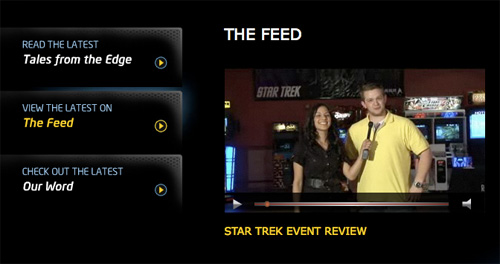 READ THE LATEST
Tales from the Edge
VIEW THE LATEST ON
The Feed
CHECK OUT THE LATEST
Our Word
THE FEED
STAR TREK
STAR TREK EVENT REVIEW